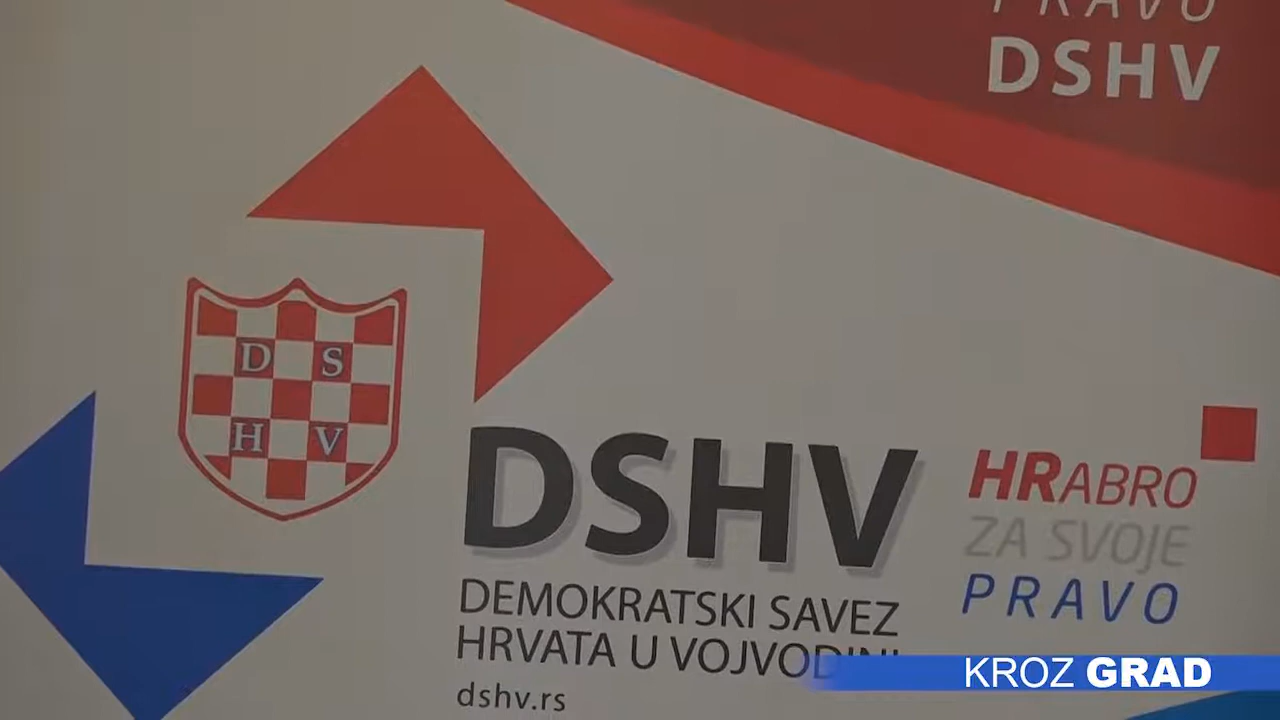 PRAVO
DSHV
D S
H V
DSHV
DEMOKRATSKI SAVEZ
HRVATA U VOJVODINI
dshv.rs
HRABRO
ZA SVOJE
PRAVO
KROZ GRAD